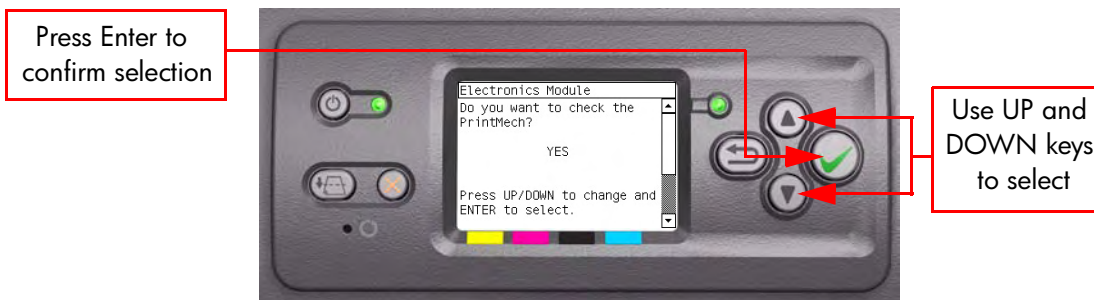 Press Enter to
confirm selection
Electronics Module
Do you want to check the
PrintMech?
YES
Press UP/DOWN to change and
ENTER to select.
Use UP and
DOWN keys
to select